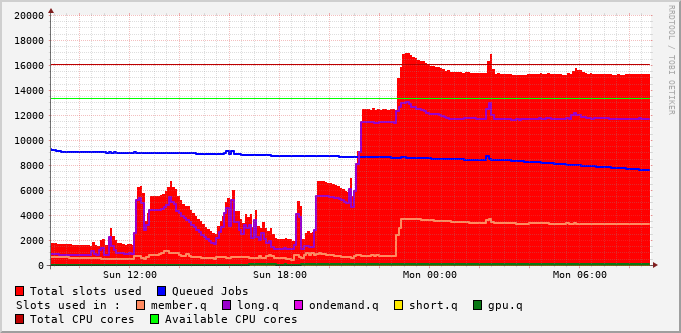 20000
18000
16000
14000
12000
10000
8000
6000
4000
2000
0
Sun 12:00 Sun 18:00 Mon 00:00 Mon 06:00
RRDTOOL / TOBI OETIKER
Total slots used Queued Jobs
Slots used in : member.q long.q ondemand.q short.q gpu.q
Total CPU cores Available CPU cores